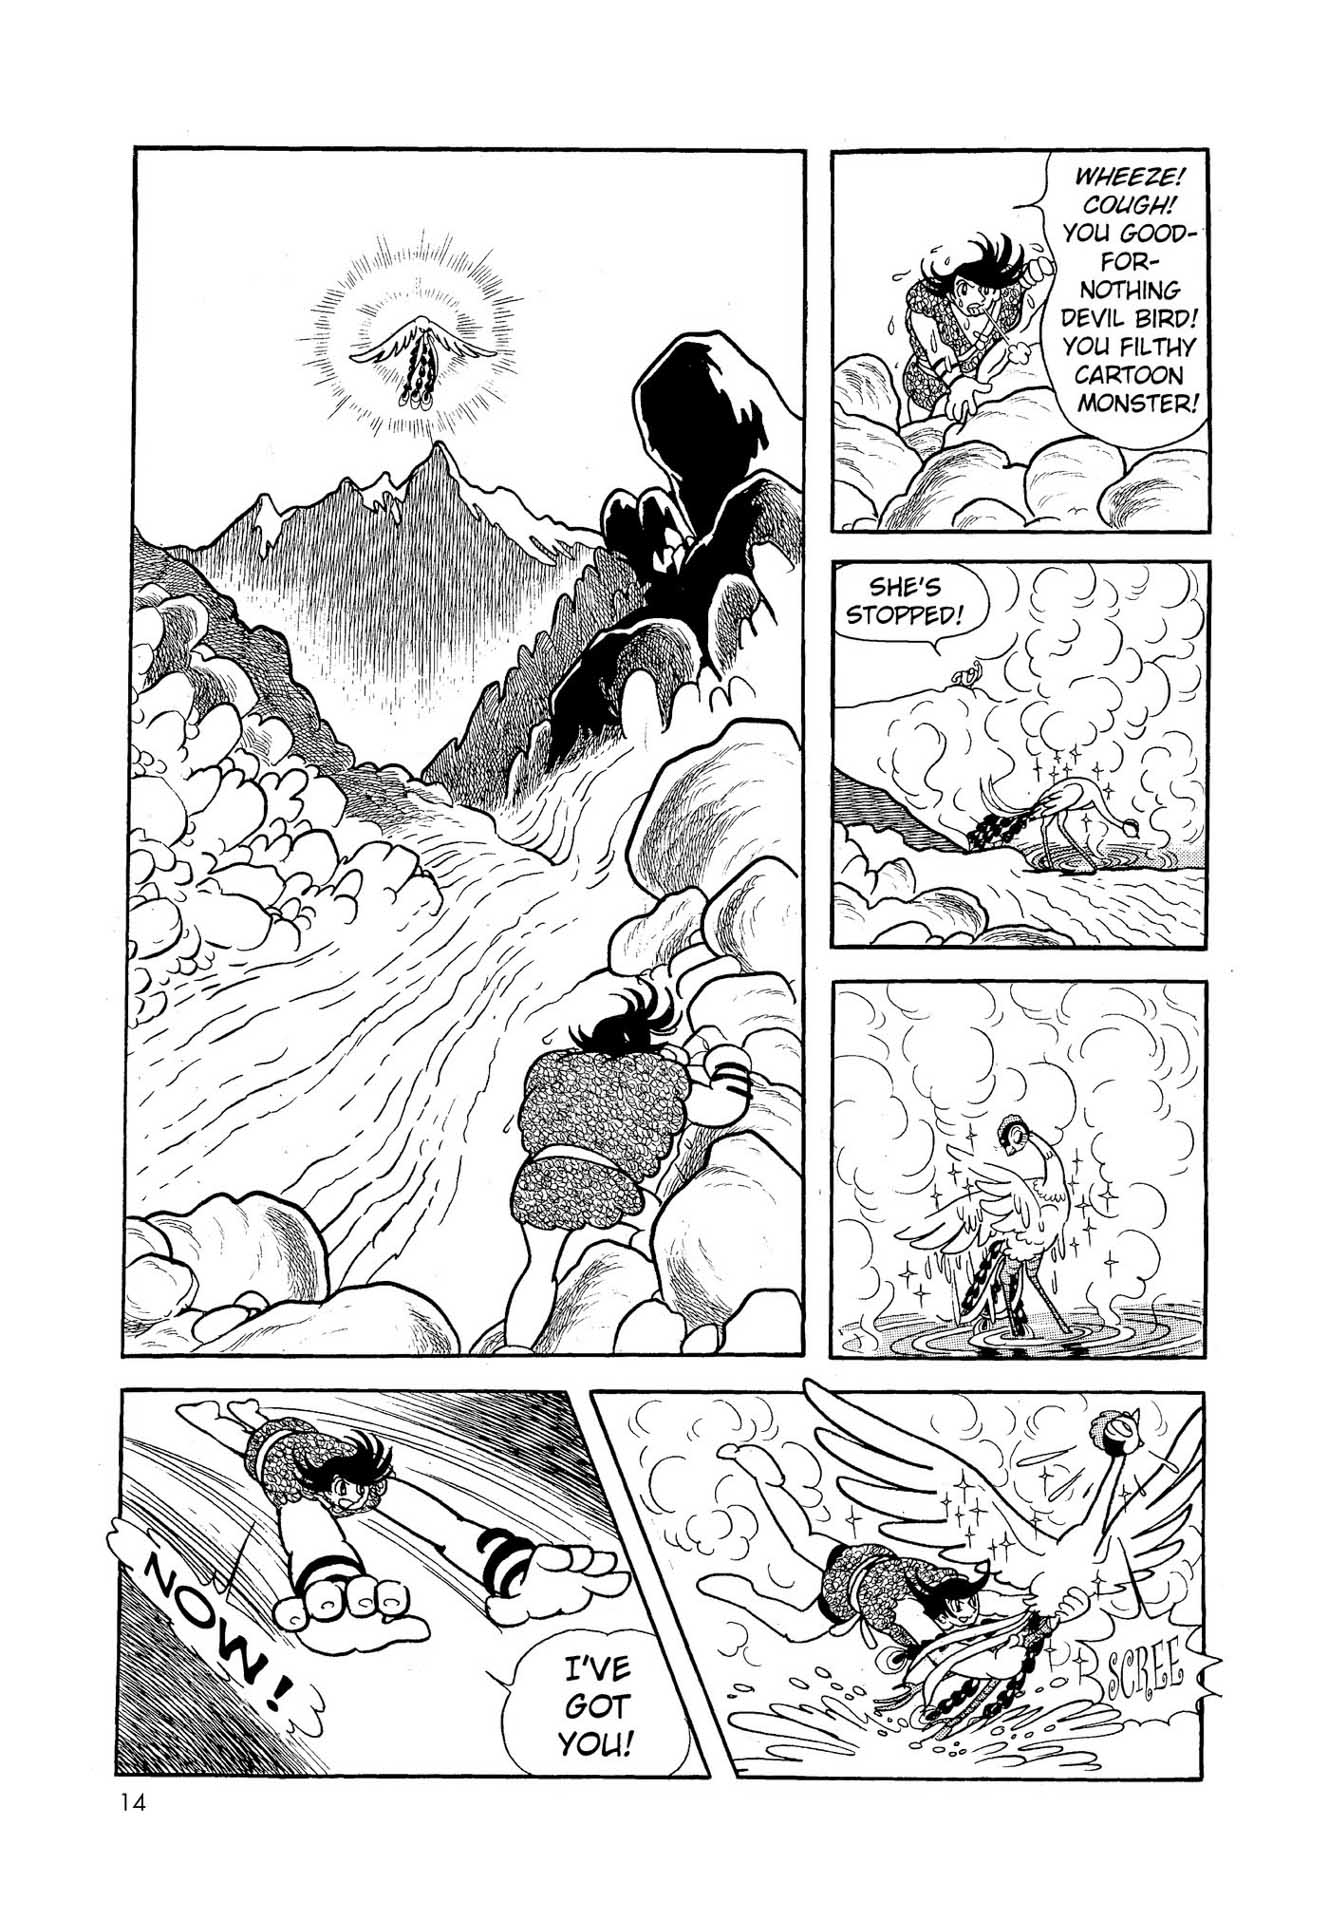 WHEEZE!
COUGH!
YOU GOOD-
FOR-
NOTHING
DEVIL BIRD!
YOU FILTHY
CARTOON
MONSTER!
SHE'S
STOPPED!
NOW!
I'VE
GOT
YOU!
SCREE
14